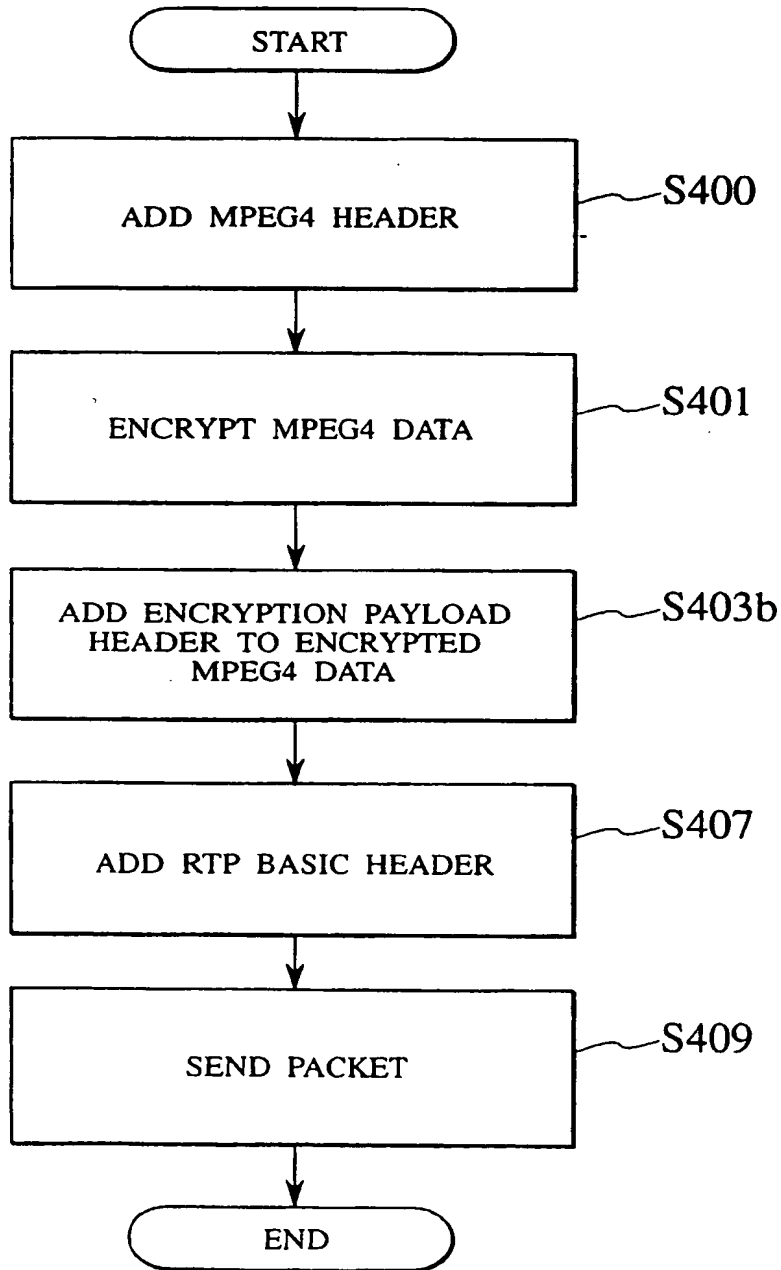 START
ADD MPEG4 HEADER
S400
ENCRYPT MPEG4 DATA
S401
ADD ENCRYPTION PAYLOAD
HEADER TO ENCRYPTED
MPEG4 DATA
S403b
ADD RTP BASIC HEADER
S407
SEND PACKET
S409
END